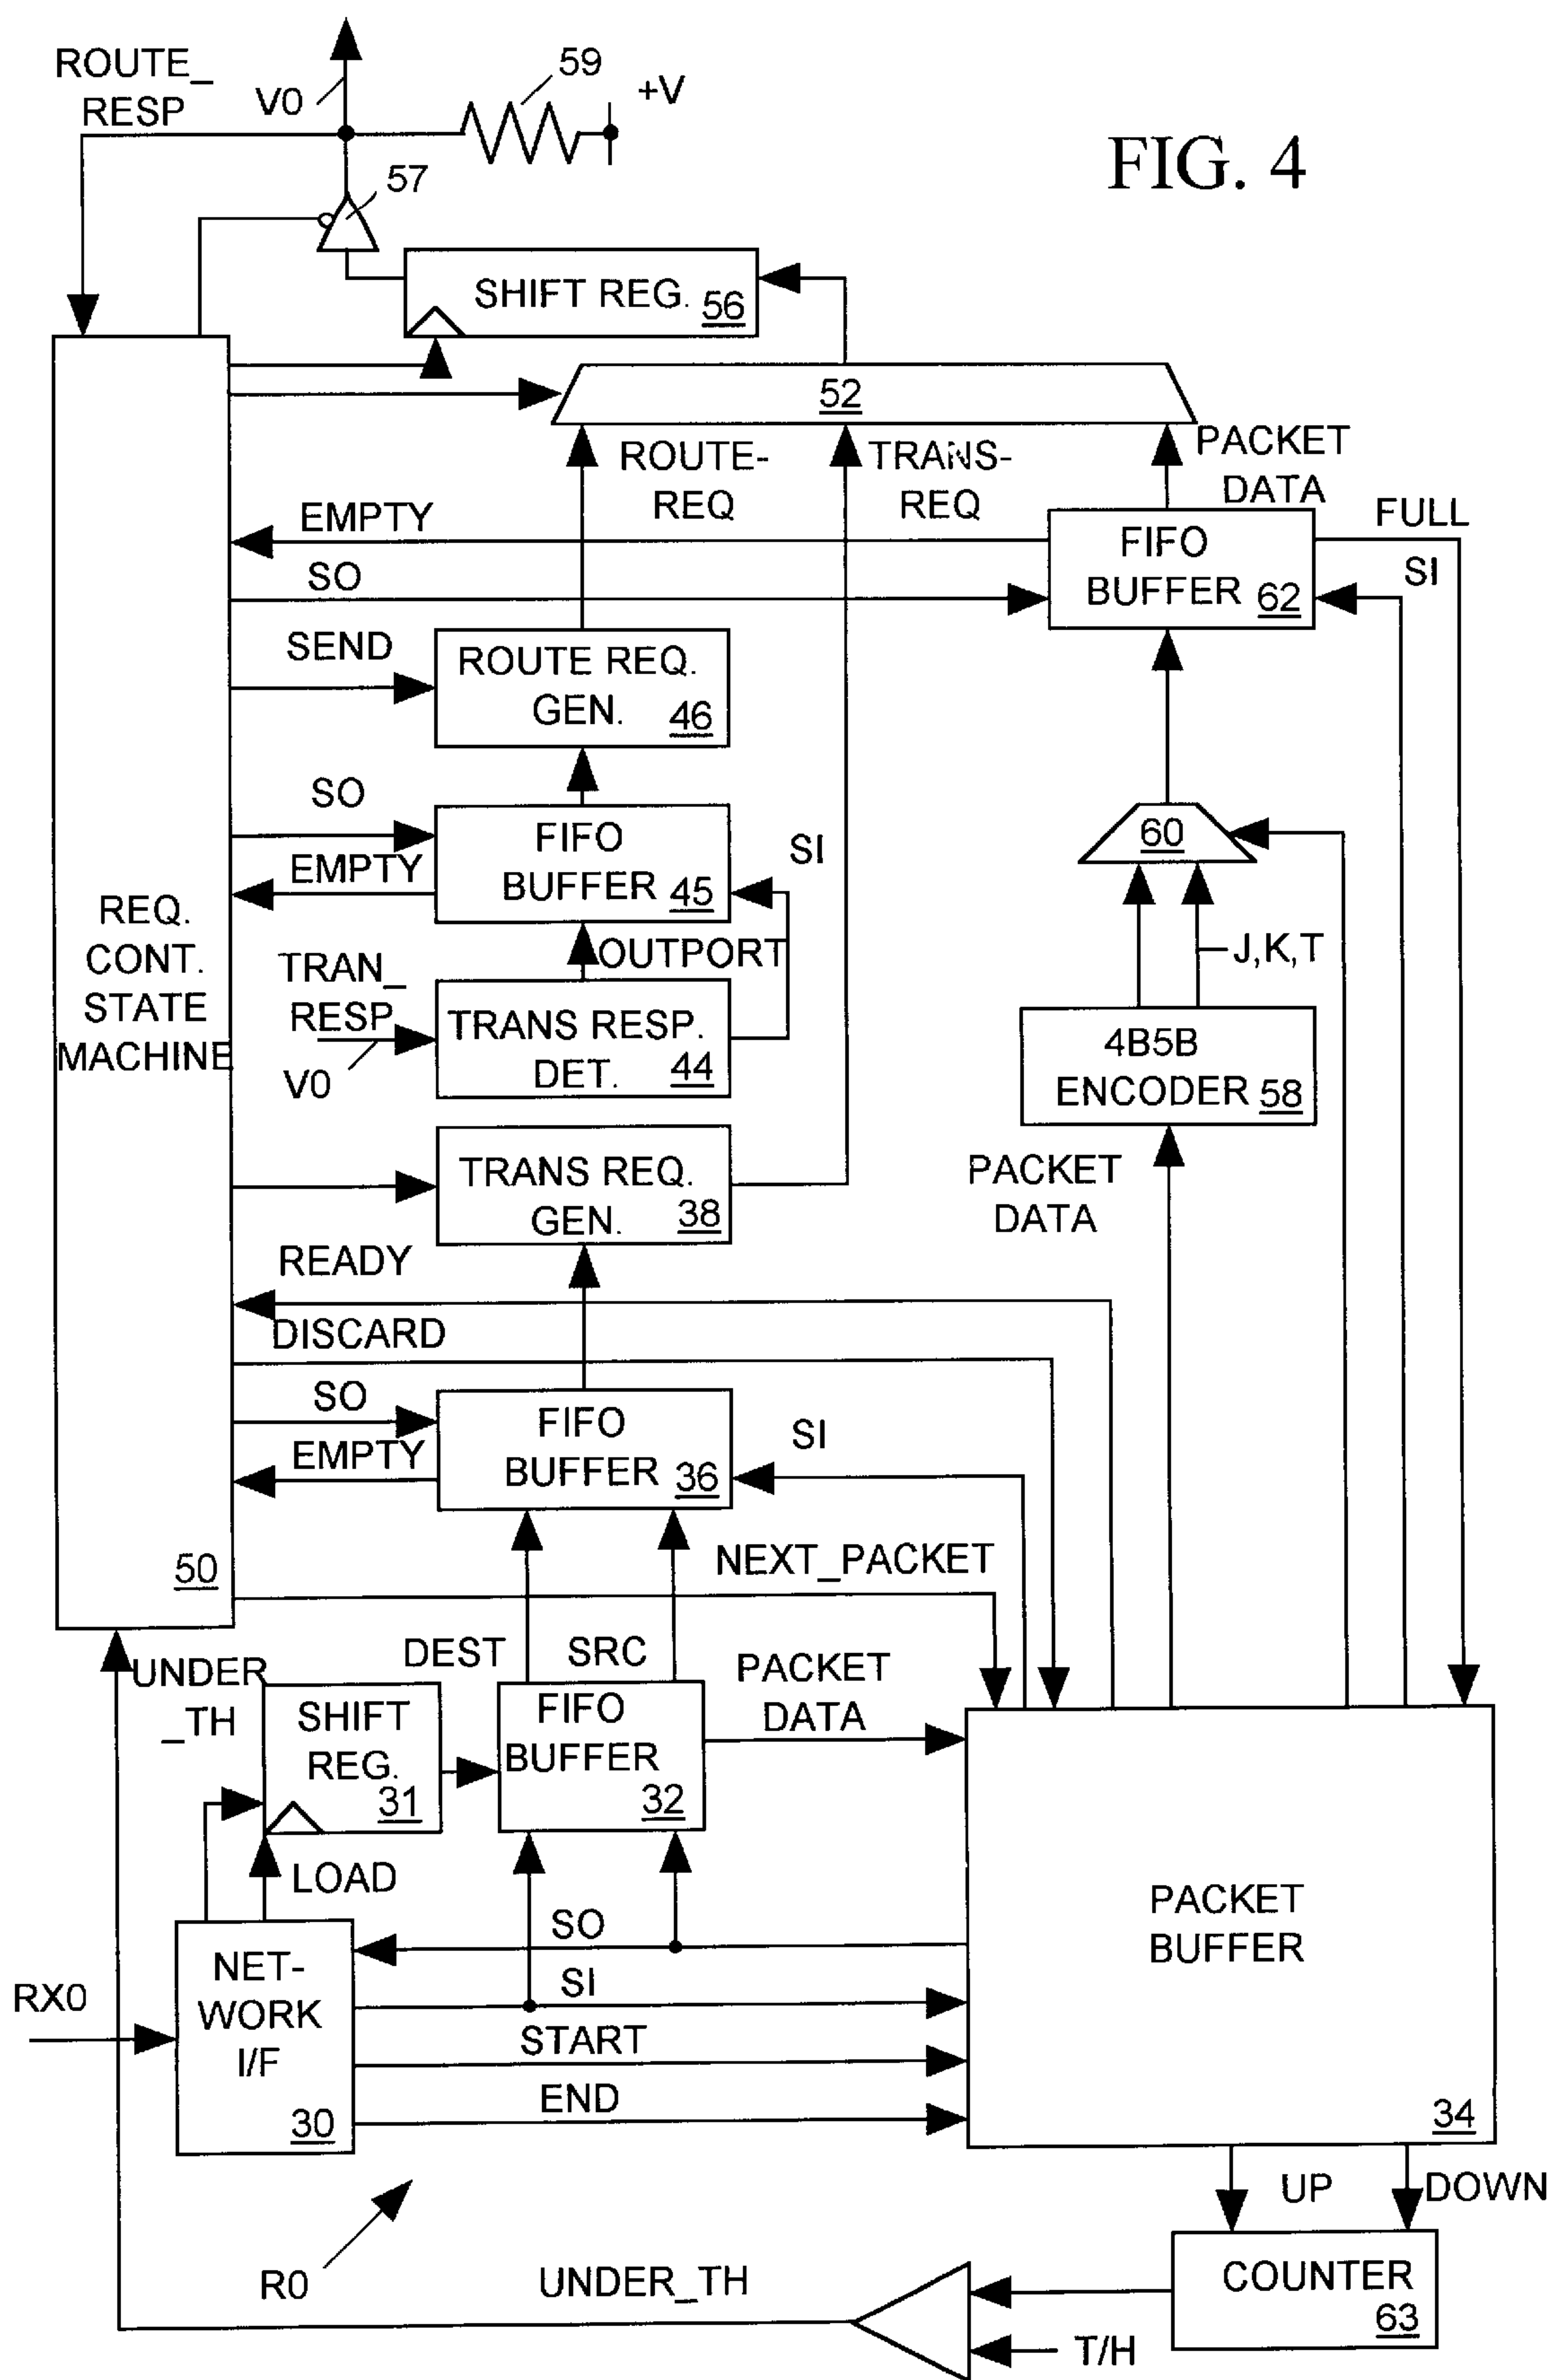 ROUTE_
RESP
V0
59
+V
FIG. 4
57
SHIFT REG. 56
52
ROUTE-
REQ
TRANS-
REQ
PACKET
DATA
EMPTY
FIFO
BUFFER 62
FULL
SI
SO
SEND
ROUTE REQ.
GEN. 46
SO
FIFO
BUFFER 45
SI
EMPTY
60
REQ.
CONT.
STATE
MACHINE
50
OUTPORT
J,K,T
TRAN_
RESP
V0
TRANS RESP.
DET. 44
4B5B
ENCODER 58
TRANS REQ.
GEN. 38
PACKET
DATA
READY
DISCARD
SO
FIFO
BUFFER 36
SI
EMPTY
NEXT_PACKET
UNDER
_TH
DEST
SRC
PACKET
DATA
SHIFT
REG.
31
FIFO
BUFFER
32
LOAD
PACKET
BUFFER
34
SO
NET-
WORK
I/F
30
RX0
SI
START
END
UP
DOWN
R0
UNDER_TH
COUNTER
63
T/H